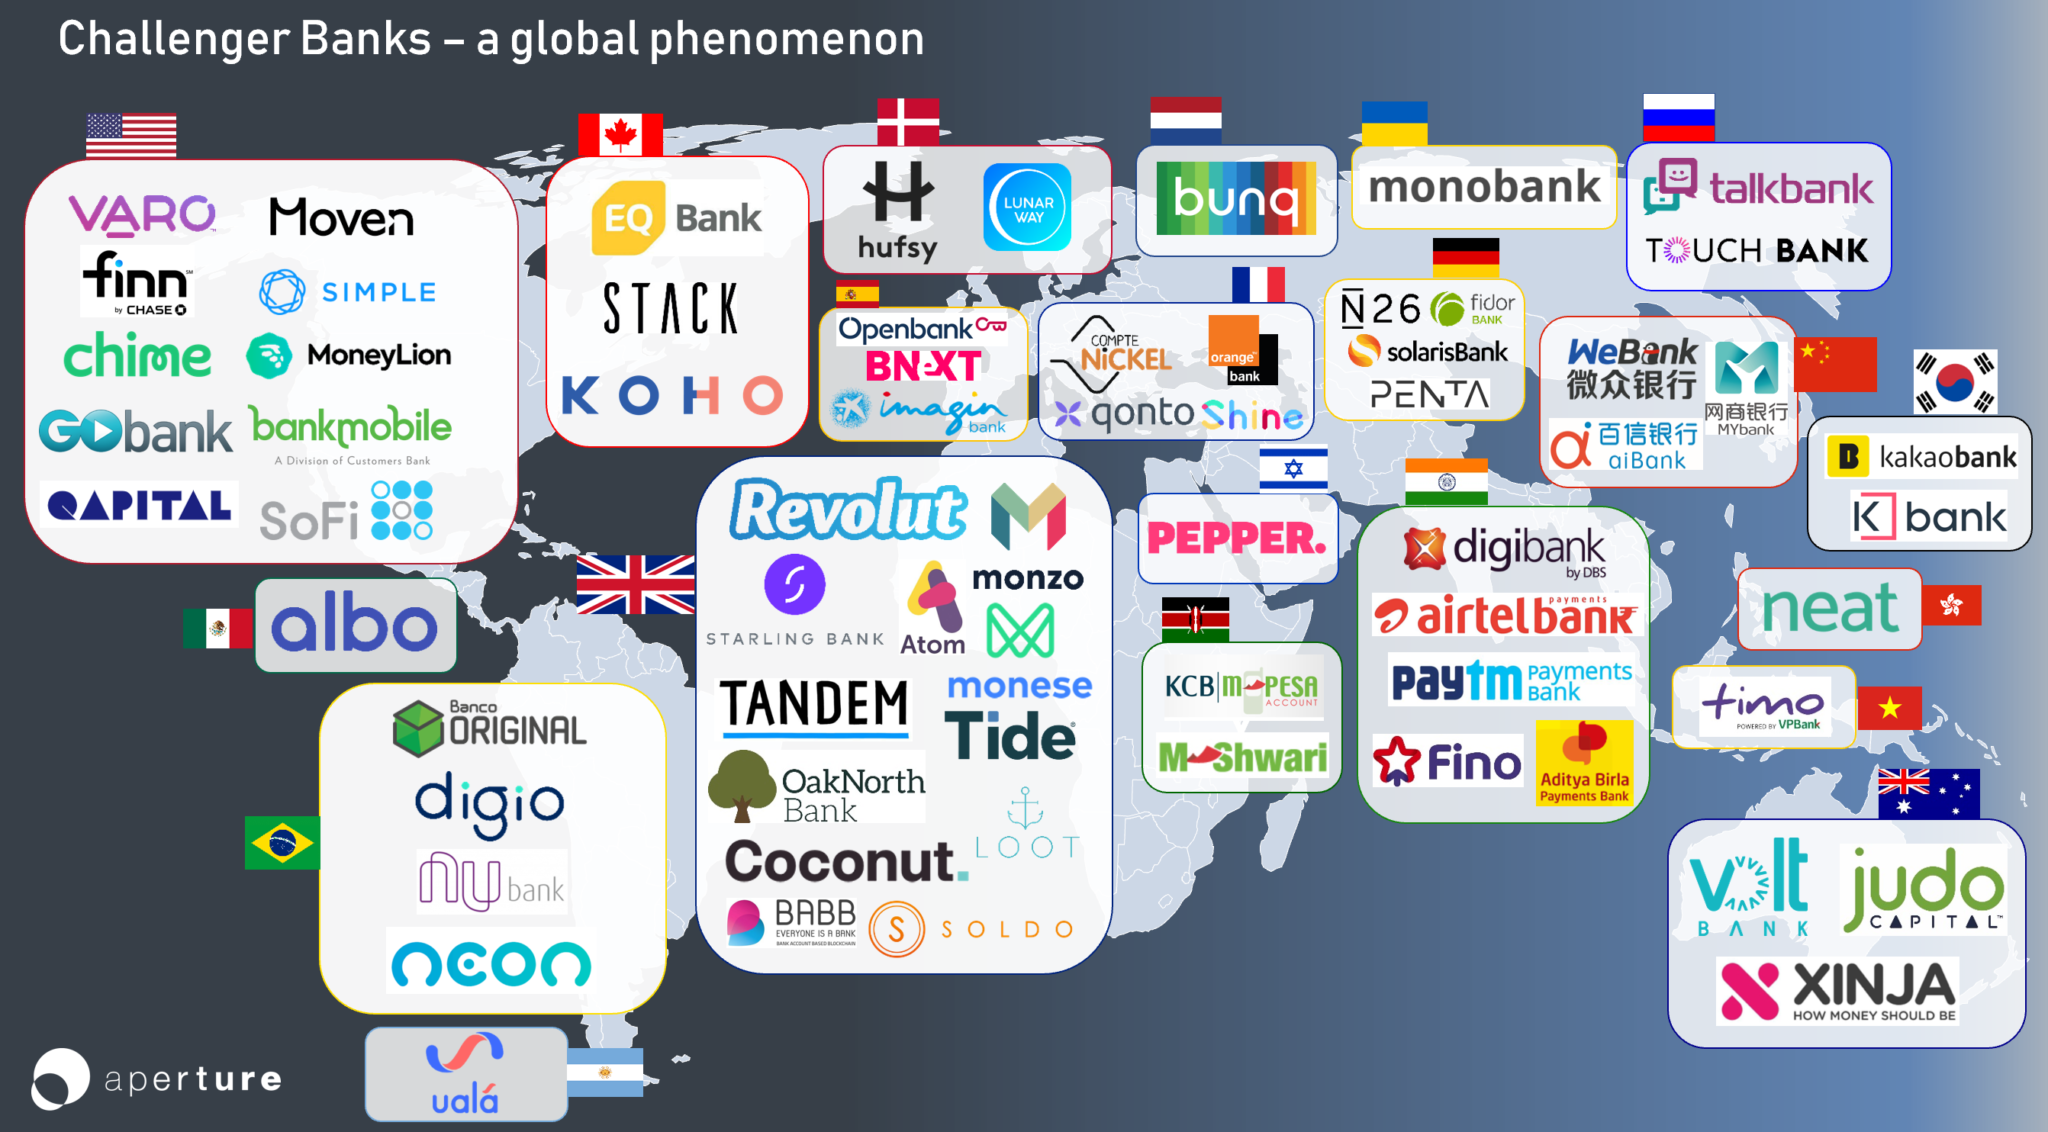 Challenger Banks – a global phenomenon
VARO
Moven
finn
by CHASE
SIMPLE
chime
MoneyLion
GObank
bankmobile
A Division of Customers Bank
QAPITAL
SoFi
EQ Bank
STACK
KOHO
hufsy
LUNAR
WAY
bunq
monobank
talkbank
TOUCH BANK
Openbank
BNEXT
imagin
bank
COMPTE
NiCKEL
orange
bank
qonto
Shine
N26
fidor
BANK
solarisBank
PENTA
WeBank
微众银行
网商银行
MYbank
百信银行
aiBank
B kakaobank
K bank
albo
Revolut
monzo
STARLING BANK
Atom
monese
TANDEM
Tide
OakNorth
Bank
LOOT
Coconut.
BABB
EVERYONE IS A BANK
BANK ACCOUNT BASED BLOCKCHAIN
S SOLDO
PEPPER.
KCB M-PESA
ACCOUNT
M-Shwari
digibank
by DBS
payments
airtel bank
paytm Payments
Bank
Fino
Aditya Birla
Payments Bank
neat
timo
POWERED BY VPBank
Banco
ORIGINAL
digio
nu bank
neon
ualá
volt
BANK
judo
CAPITAL™
XINJA
HOW MONEY SHOULD BE
aperture